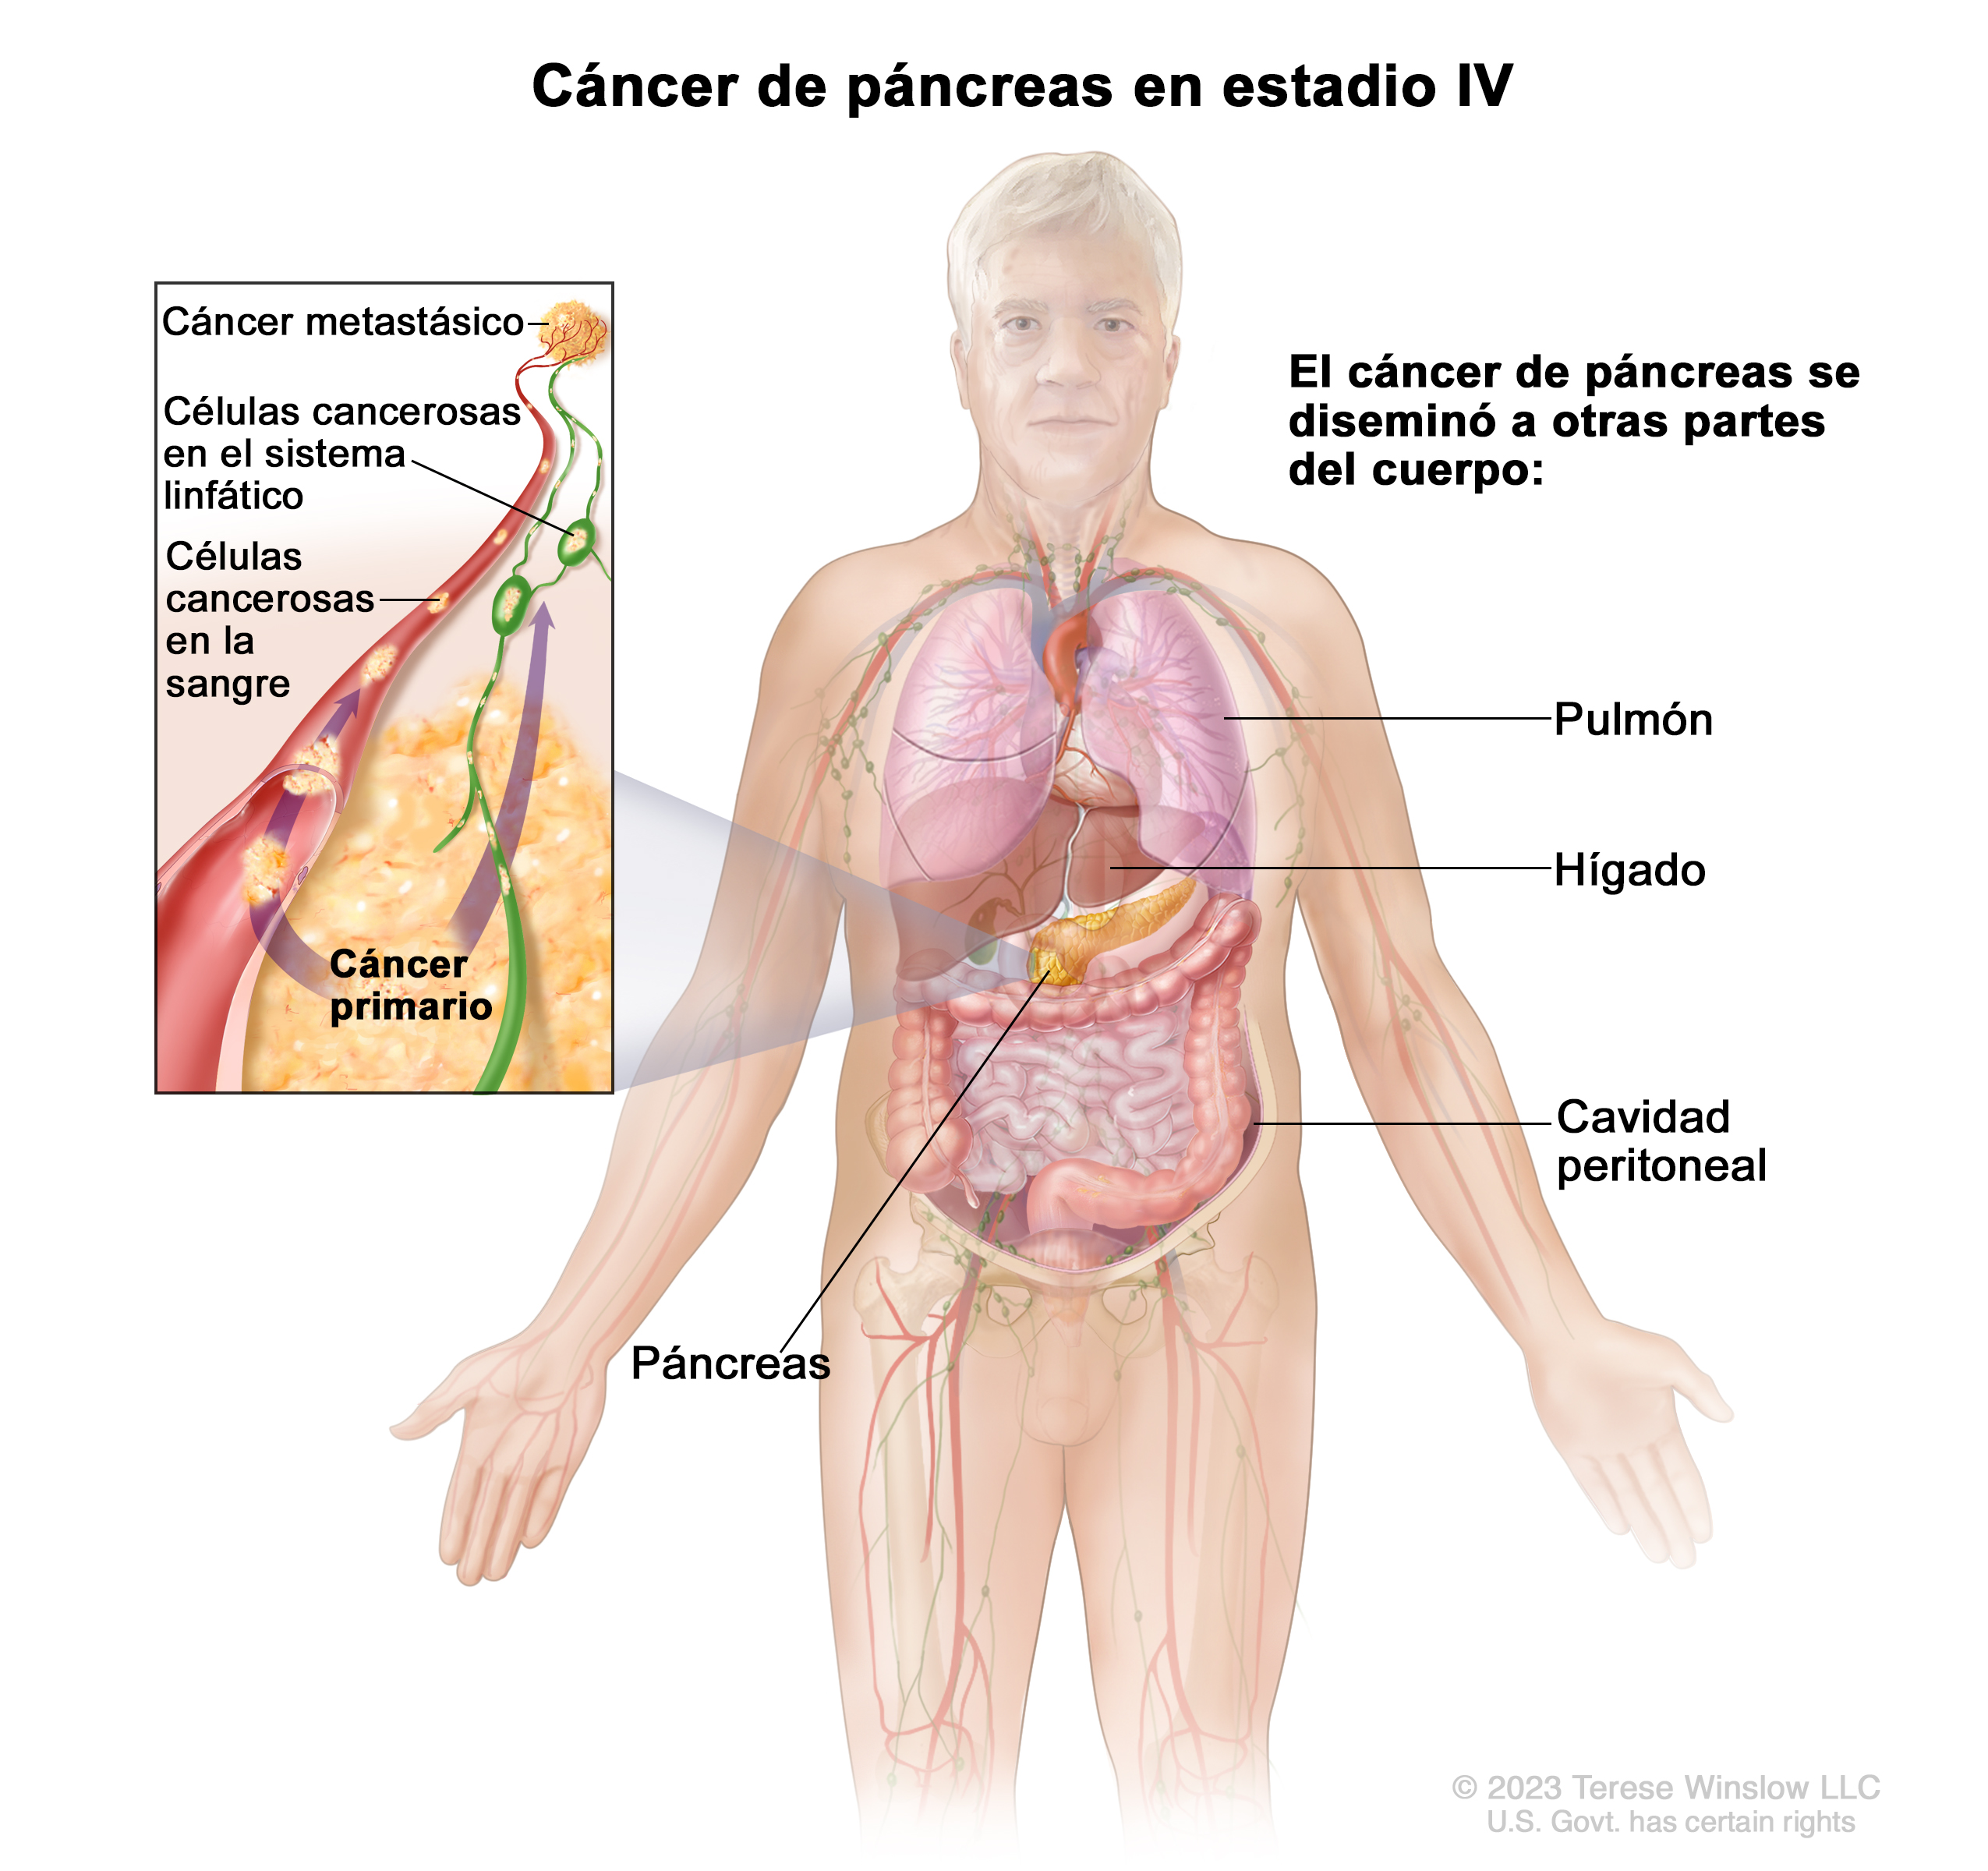 Cáncer de páncreas en estadio IV
Cáncer metastásico
Células cancerosas
en el sistema
linfático
Células
cancerosas
en la
sangre
Cáncer
primario
El cáncer de páncreas se
diseminó a otras partes
del cuerpo:
Pulmón
Hígado
Cavidad
peritoneal
Páncreas
© 2023 Terese Winslow LLC
U.S. Govt. has certain rights